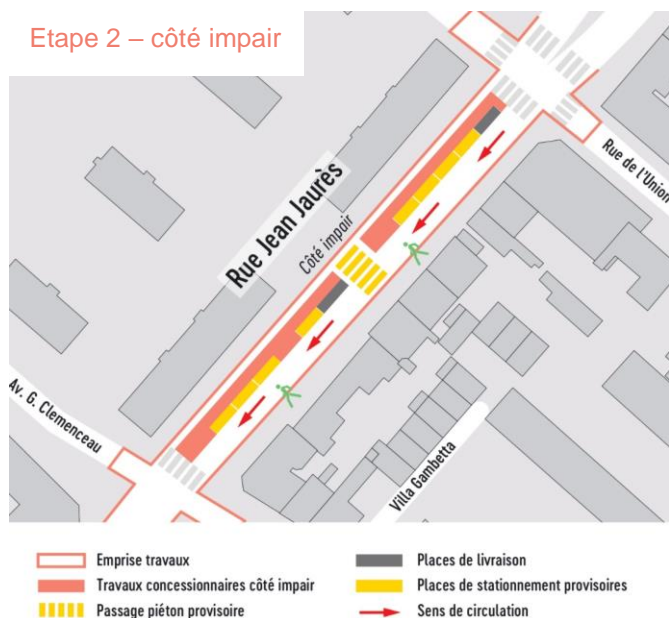 Etape 2 – côté impair
Rue de l'Union
Rue Jean Jaurès
Côté impair
Av. G. Clemenceau
Villa Gambetta
Emprise travaux
Travaux concessionnaires côté impair
Passage piéton provisoire
Places de livraison
Places de stationnement provisoires
Sens de circulation